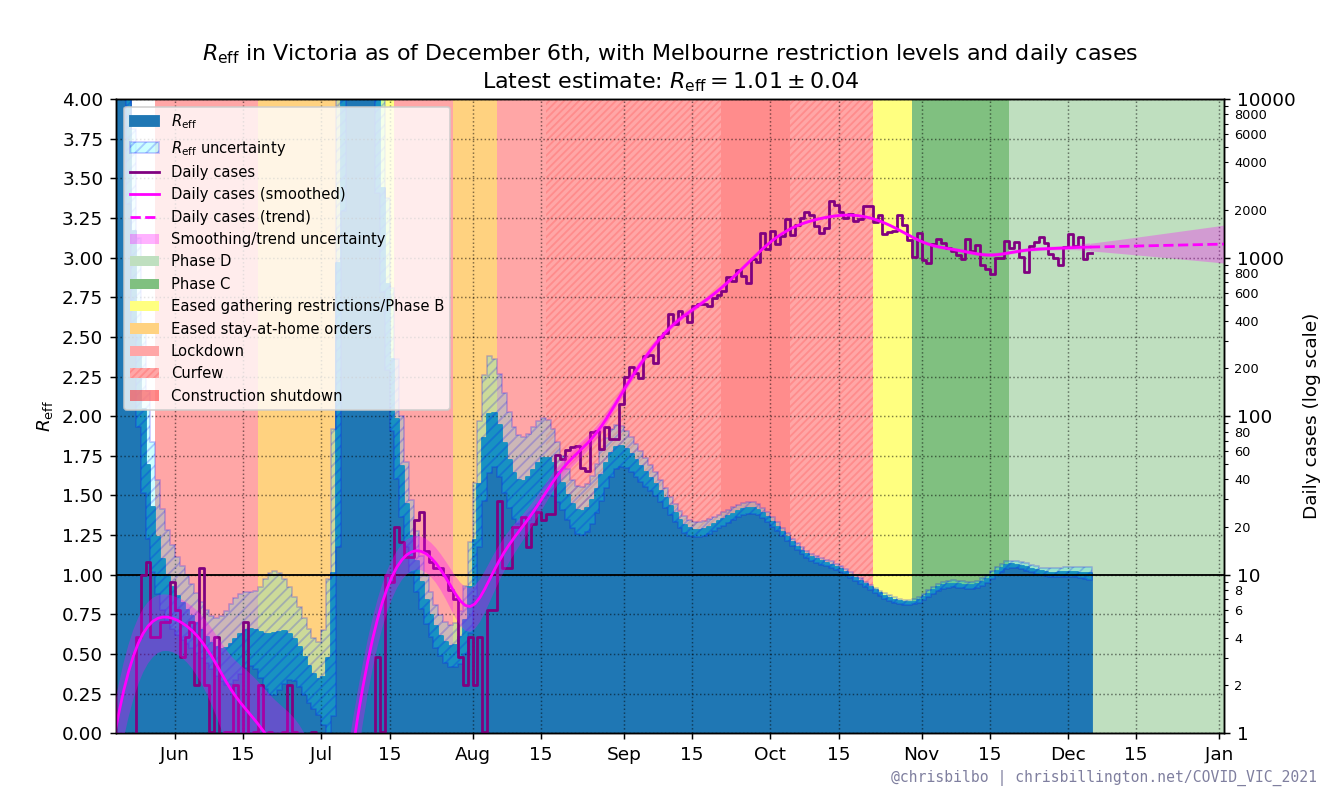 R_eff in Victoria as of December 6th, with Melbourne restriction levels and daily cases
Latest estimate: R_eff = 1.01 ± 0.04
R_eff
R_eff uncertainty
Daily cases
Daily cases (smoothed)
Daily cases (trend)
Smoothing/trend uncertainty
Phase D
Phase C
Eased gathering restrictions/Phase B
Eased stay-at-home orders
Lockdown
Curfew
Construction shutdown
4.00
3.75
3.50
3.25
3.00
2.75
2.50
2.25
2.00
1.75
1.50
1.25
1.00
0.75
0.50
0.25
0.00
R_eff
10000
8000
6000
4000
2000
1000
800
600
400
200
100
80
60
40
20
10
8
6
4
2
1
Daily cases (log scale)
Jun 15 Jul 15 Aug 15 Sep 15 Oct 15 Nov 15 Dec 15 Jan
@chrisbilbo | chrisbillington.net/COVID_VIC_2021